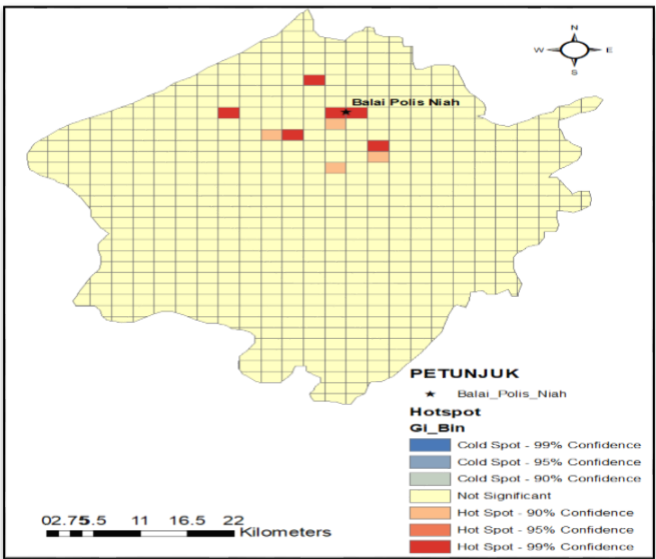 N
W E
S
Balai Polis Niah
PETUNJUK
Balai_Polis_Niah
Hotspot
Gi_Bin
Cold Spot - 99% Confidence
Cold Spot - 95% Confidence
Cold Spot - 90% Confidence
Not Significant
Hot Spot - 90% Confidence
Hot Spot - 95% Confidence
Hot Spot - 99% Confidence
02.755.5 11 16.5 22
Kilometers